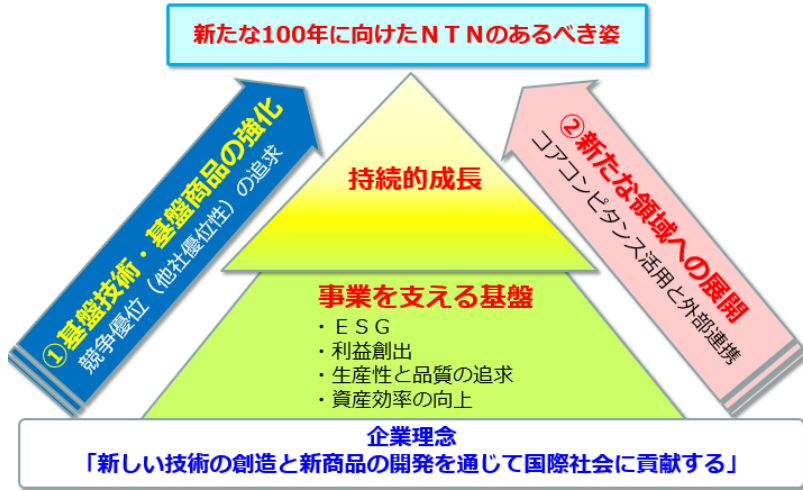 新たな100年に向けたＮＴＮのあるべき姿
①基盤技術・基盤商品の強化
競争優位（他社優位性）の追求
②新たな領域への展開
コアコンピタンス活用と外部連携
持続的成長
事業を支える基盤
・ＥＳＧ
・利益創出
・生産性と品質の追求
・資産効率の向上
企業理念
「新しい技術の創造と新商品の開発を通じて国際社会に貢献する」